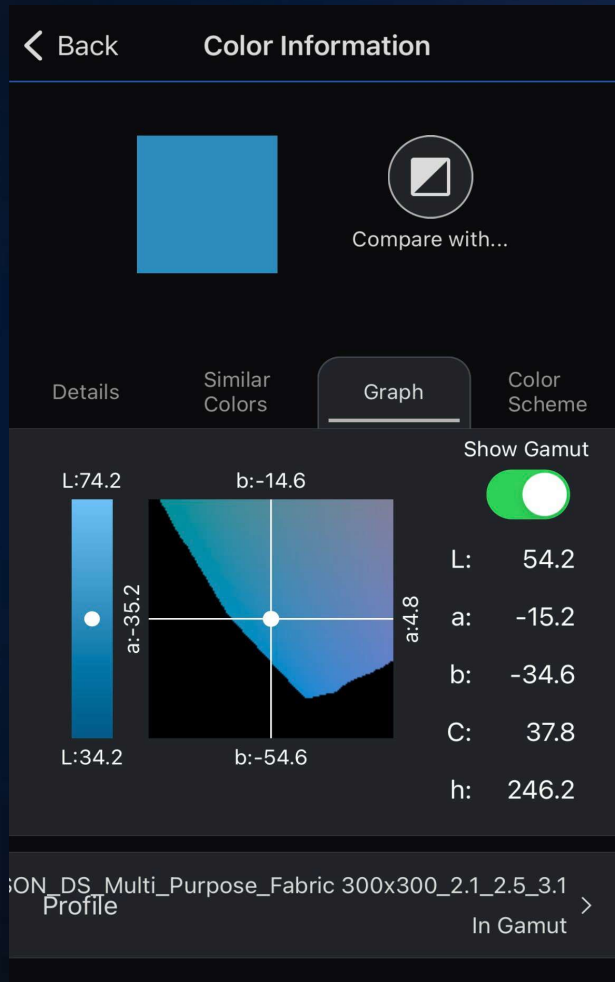 Back
Color Information
Compare with...
Details
Similar
Colors
Graph
Color
Scheme
Show Gamut
L:74.2
b:-14.6
a:-35.2
a:4.8
L:34.2
b:-54.6
L: 54.2
a: -15.2
b: -34.6
C: 37.8
h: 246.2
SON_DS_Multi_Purpose_Fabric 300x300_2.1_2.5_3.1
Profile
In Gamut